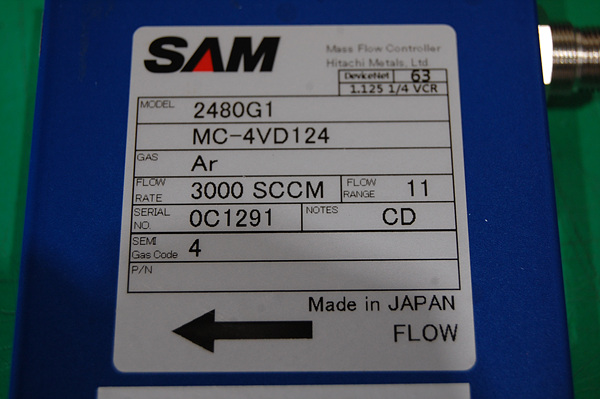 SAM
Mass Flow Controller
Hitachi Metals, Ltd
DeviceNet 63
1.125 1/4 VCR
MODEL 2480G1
MC-4VD124
GAS Ar
FLOW RATE 3000 SCCM FLOW RANGE 11
SERIAL NO. 0C1291 NOTES CD
SEMI Gas Code 4
P/N
Made in JAPAN
FLOW